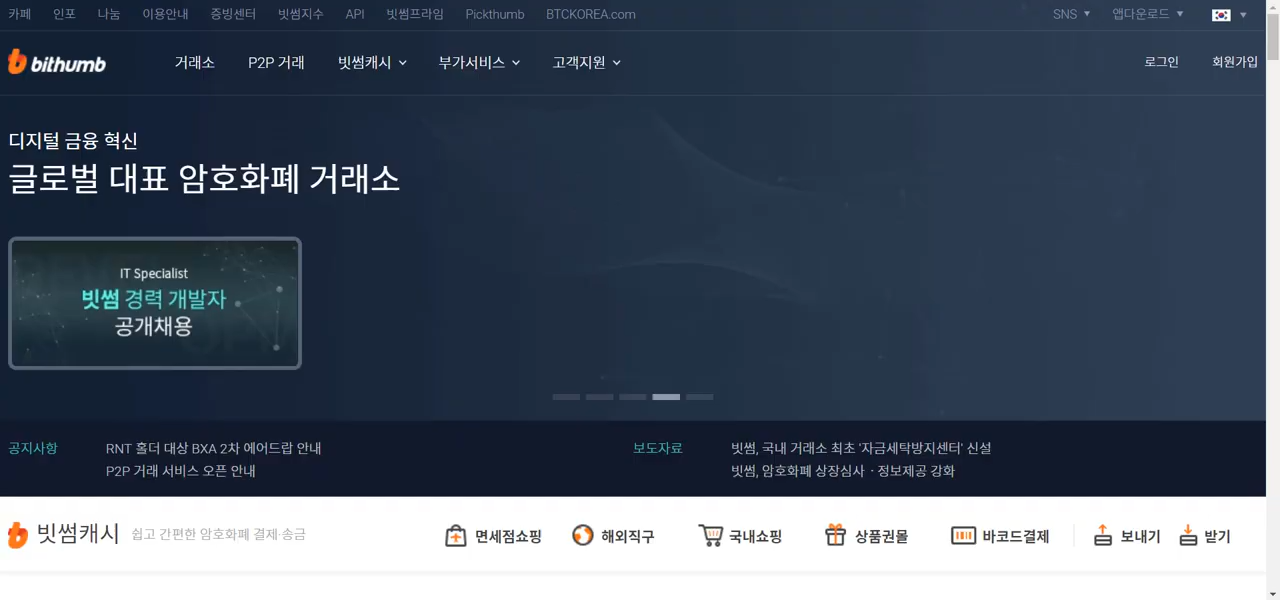 카페 인포 나눔 이용안내 증빙센터 빗썸지수 API 빗썸프라임 Pickthumb BTCKOREA.com SNS 앱다운로드
bithumb 거래소 P2P 거래 빗썸캐시 부가서비스 고객지원 로그인 회원가입
디지털 금융 혁신
글로벌 대표 암호화폐 거래소
IT Specialist
빗썸 경력 개발자
공개채용
공지사항 RNT 홀더 대상 BXA 2차 에어드랍 안내
P2P 거래 서비스 오픈 안내
보도자료 빗썸, 국내 거래소 최초 '자금세탁방지센터' 신설
빗썸, 암호화폐 상장심사ㆍ정보제공 강화
빗썸캐시 쉽고 간편한 암호화폐 결제·송금 면세점쇼핑 해외직구 국내쇼핑 상품권몰 바코드결제 보내기 받기